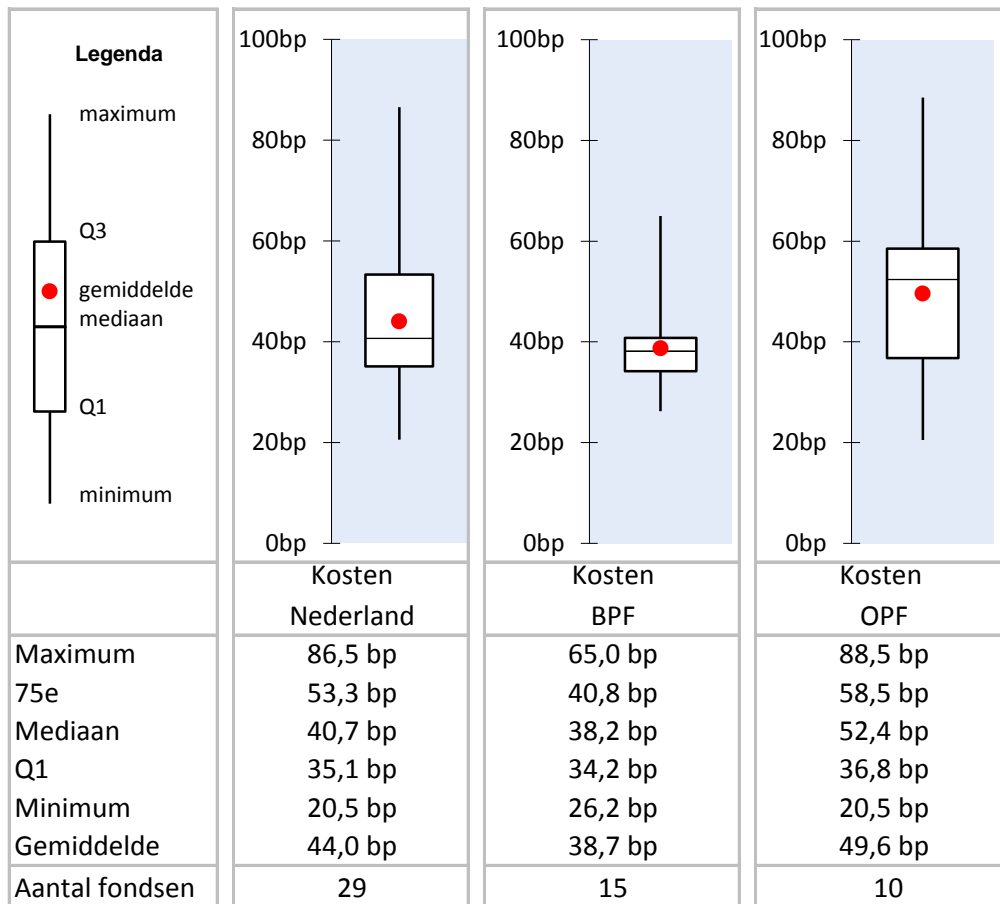 Legenda
maximum
Q3
gemiddelde
mediaan
Q1
minimum
100bp
80bp
60bp
40bp
20bp
0bp
100bp
80bp
60bp
40bp
20bp
0bp
100bp
80bp
60bp
40bp
20bp
0bp
Kosten Kosten Kosten
Nederland BPF OPF
Maximum 86,5 bp 65,0 bp 88,5 bp
75e 53,3 bp 40,8 bp 58,5 bp
Mediaan 40,7 bp 38,2 bp 52,4 bp
Q1 35,1 bp 34,2 bp 36,8 bp
Minimum 20,5 bp 26,2 bp 20,5 bp
Gemiddelde 44,0 bp 38,7 bp 49,6 bp
Aantal fondsen 29 15 10